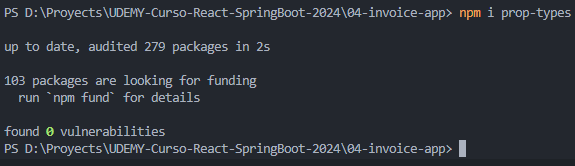 PS D:\Proyects\UDEMY-Curso-React-SpringBoot-2024\04-invoice-app> npm i prop-types
up to date, audited 279 packages in 2s
103 packages are looking for funding
  run `npm fund` for details
found 0 vulnerabilities
PS D:\Proyects\UDEMY-Curso-React-SpringBoot-2024\04-invoice-app>